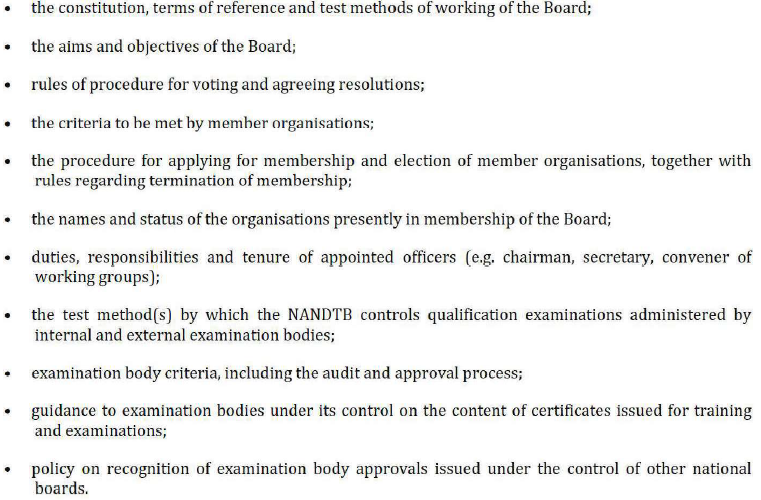 • the constitution, terms of reference and test methods of working of the Board;
• the aims and objectives of the Board;
• rules of procedure for voting and agreeing resolutions;
• the criteria to be met by member organisations;
• the procedure for applying for membership and election of member organisations, together with
rules regarding termination of membership;
• the names and status of the organisations presently in membership of the Board;
• duties, responsibilities and tenure of appointed officers (e.g. chairman, secretary, convener of
working groups);
• the test method(s) by which the NANDTB controls qualification examinations administered by
internal and external examination bodies;
• examination body criteria, including the audit and approval process;
• guidance to examination bodies under its control on the content of certificates issued for training
and examinations;
• policy on recognition of examination body approvals issued under the control of other national
boards.